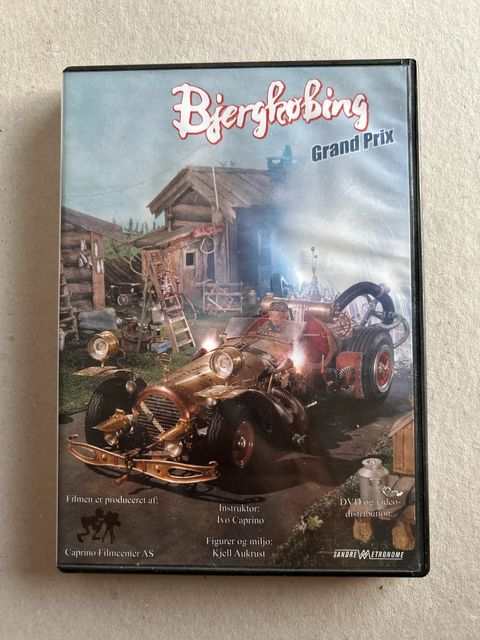 Bjergkøbing
Grand Prix
Filmen er produceret af:
Caprino Filmcenter AS
Instruktør:
Ivo Caprino
Figurer og miljø:
Kjell Aukrust
DVD og video-
distribution:
SANDREW METRONOME